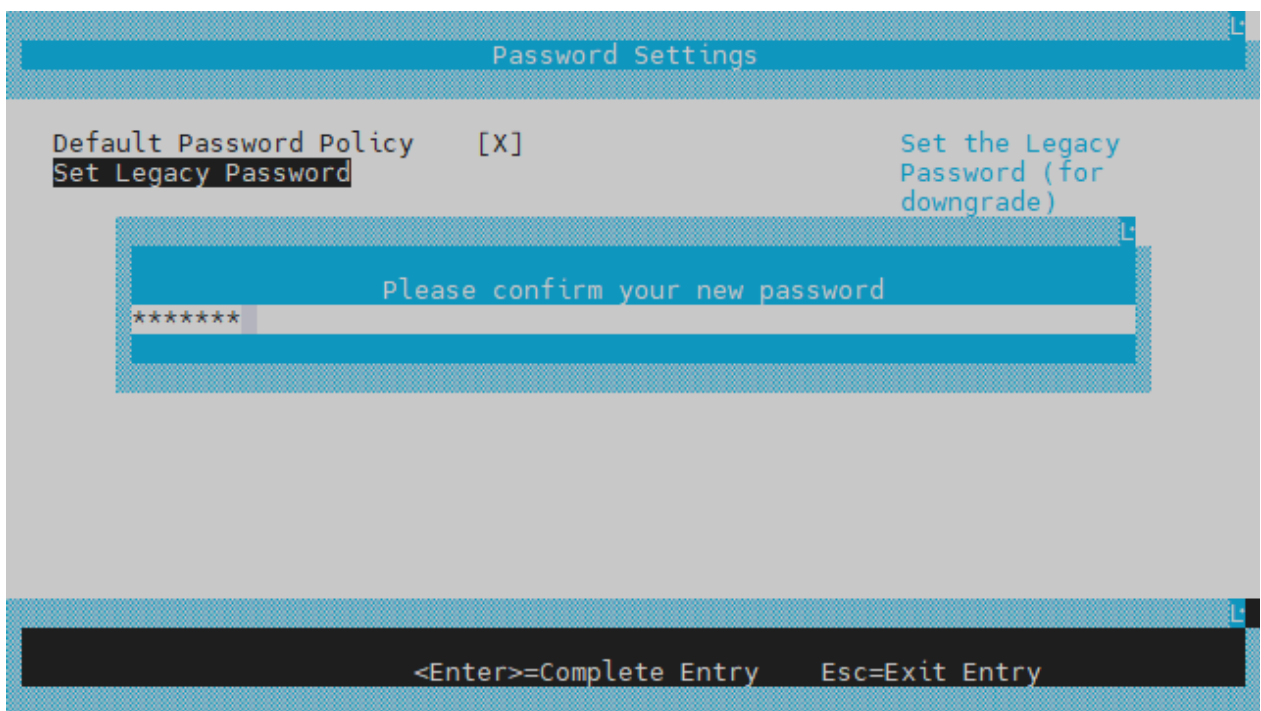 Password Settings
Default Password Policy [X]
Set Legacy Password
Set the Legacy
Password (for
downgrade)
Please confirm your new password
*******
<Enter>=Complete Entry Esc=Exit Entry